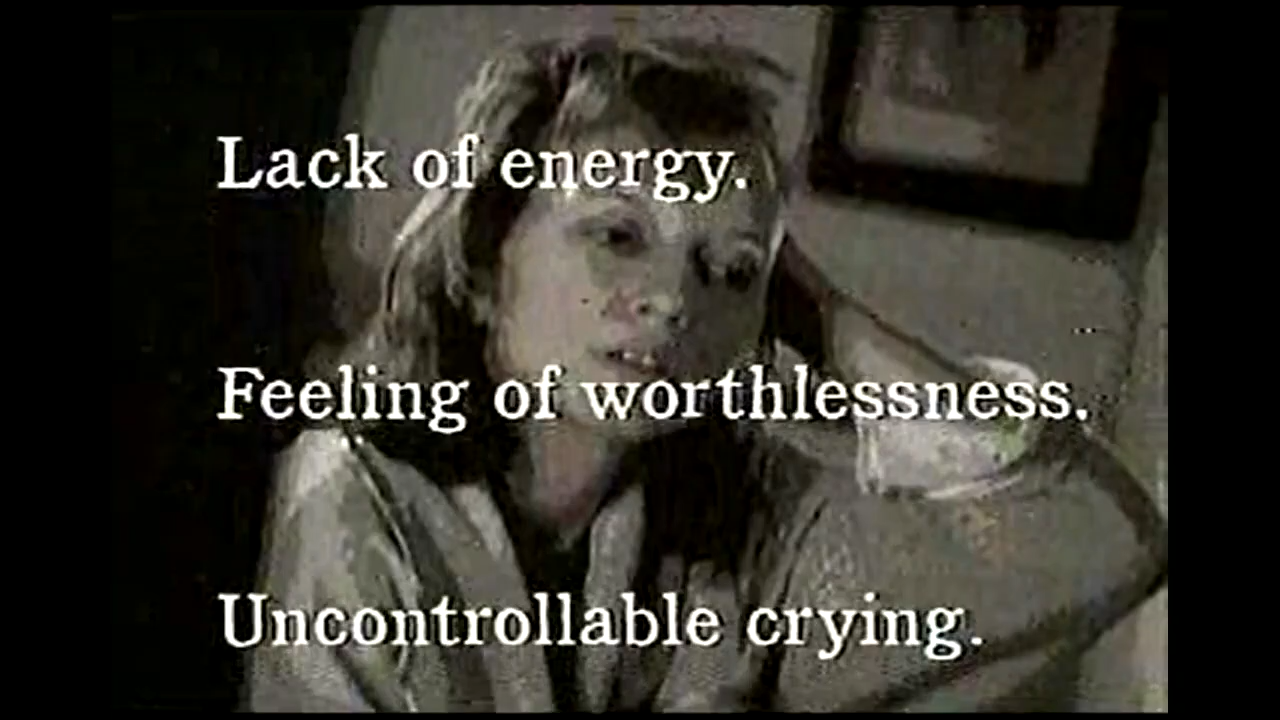 Lack of energy.
Feeling of worthlessness.
Uncontrollable crying.